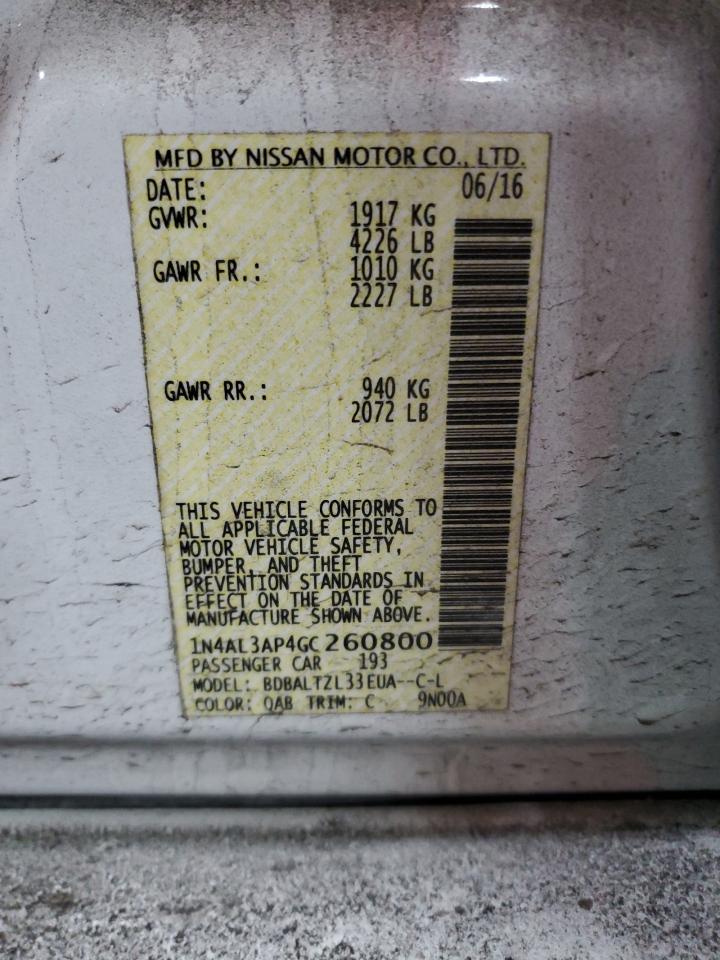 MFD BY NISSAN MOTOR CO., LTD.
DATE: 06/16
GVWR: 1917 KG
4226 LB
GAWR FR.: 1010 KG
2227 LB
GAWR RR.: 940 KG
2072 LB
THIS VEHICLE CONFORMS TO
ALL APPLICABLE FEDERAL
MOTOR VEHICLE SAFETY,
BUMPER, AND THEFT
PREVENTION STANDARDS IN
EFFECT ON THE DATE OF
MANUFACTURE SHOWN ABOVE.
1N4AL3AP4GC260800
PASSENGER CAR 193
MODEL: BDBALTZL33EUA--C-L
COLOR: QAB TRIM: C 9N00A